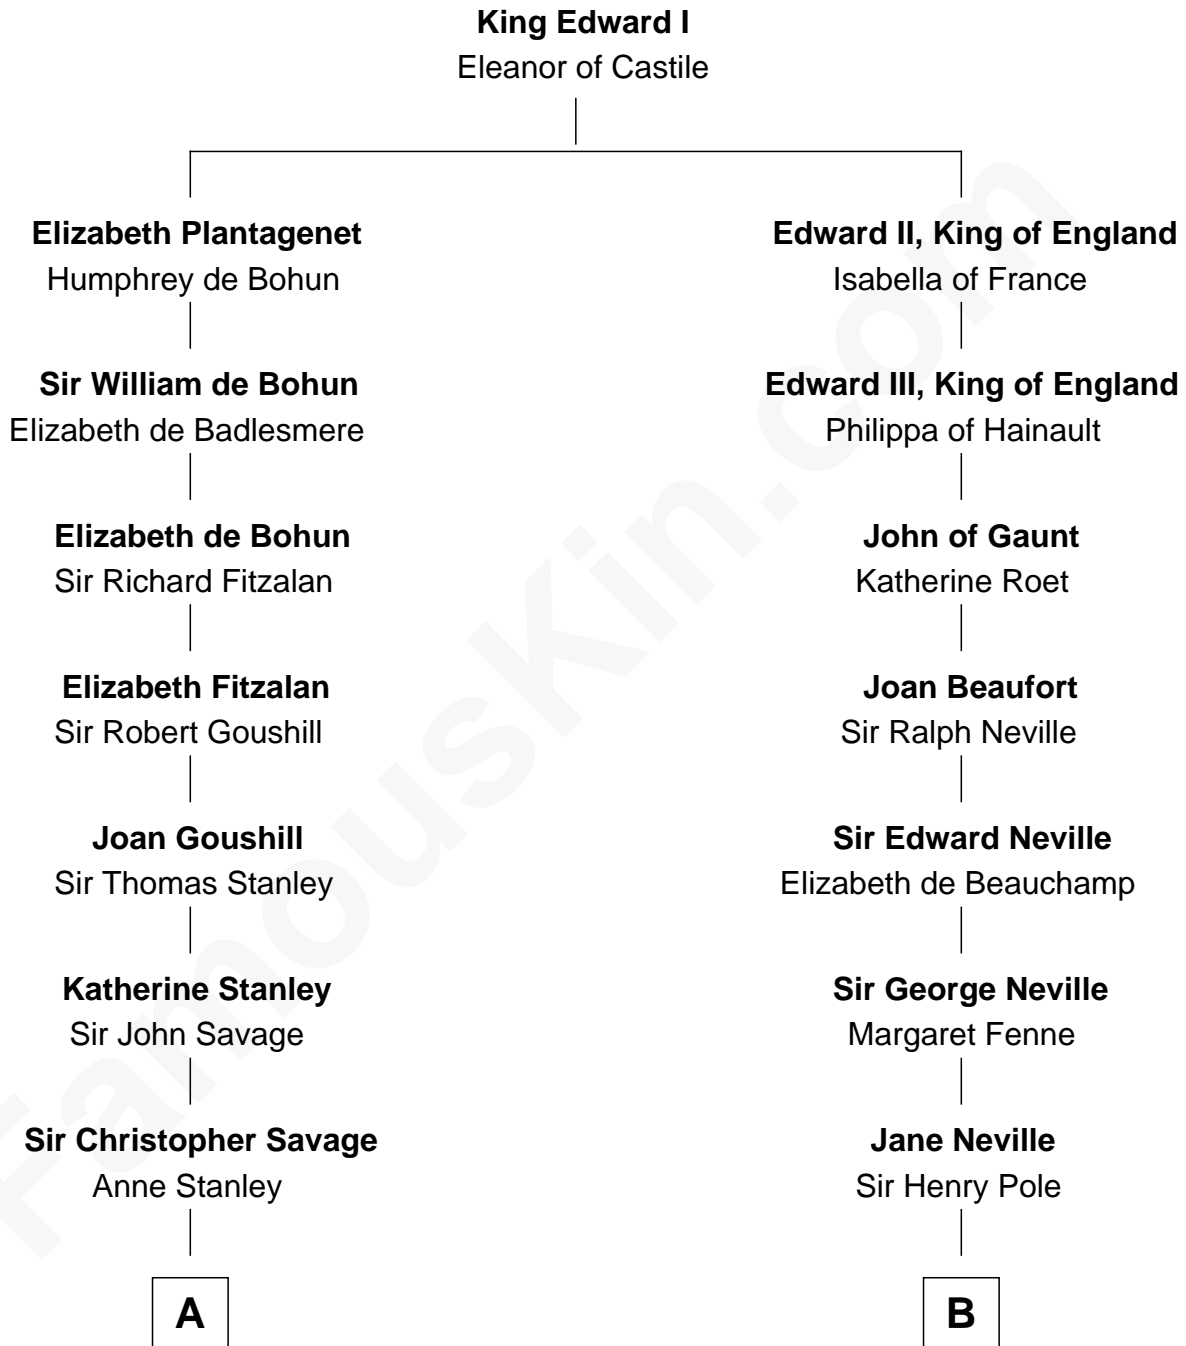 King Edward I
Eleanor of Castile
Elizabeth Plantagenet
Humphrey de Bohun
Sir William de Bohun
Elizabeth de Badlesmere
Elizabeth de Bohun
Sir Richard Fitzalan
Elizabeth Fitzalan
Sir Robert Goushill
Joan Goushill
Sir Thomas Stanley
Katherine Stanley
Sir John Savage
Sir Christopher Savage
Anne Stanley
A
Edward II, King of England
Isabella of France
Edward III, King of England
Philippa of Hainault
John of Gaunt
Katherine Roet
Joan Beaufort
Sir Ralph Neville
Sir Edward Neville
Elizabeth de Beauchamp
Sir George Neville
Margaret Fenne
Jane Neville
Sir Henry Pole
B
FamousKin.com